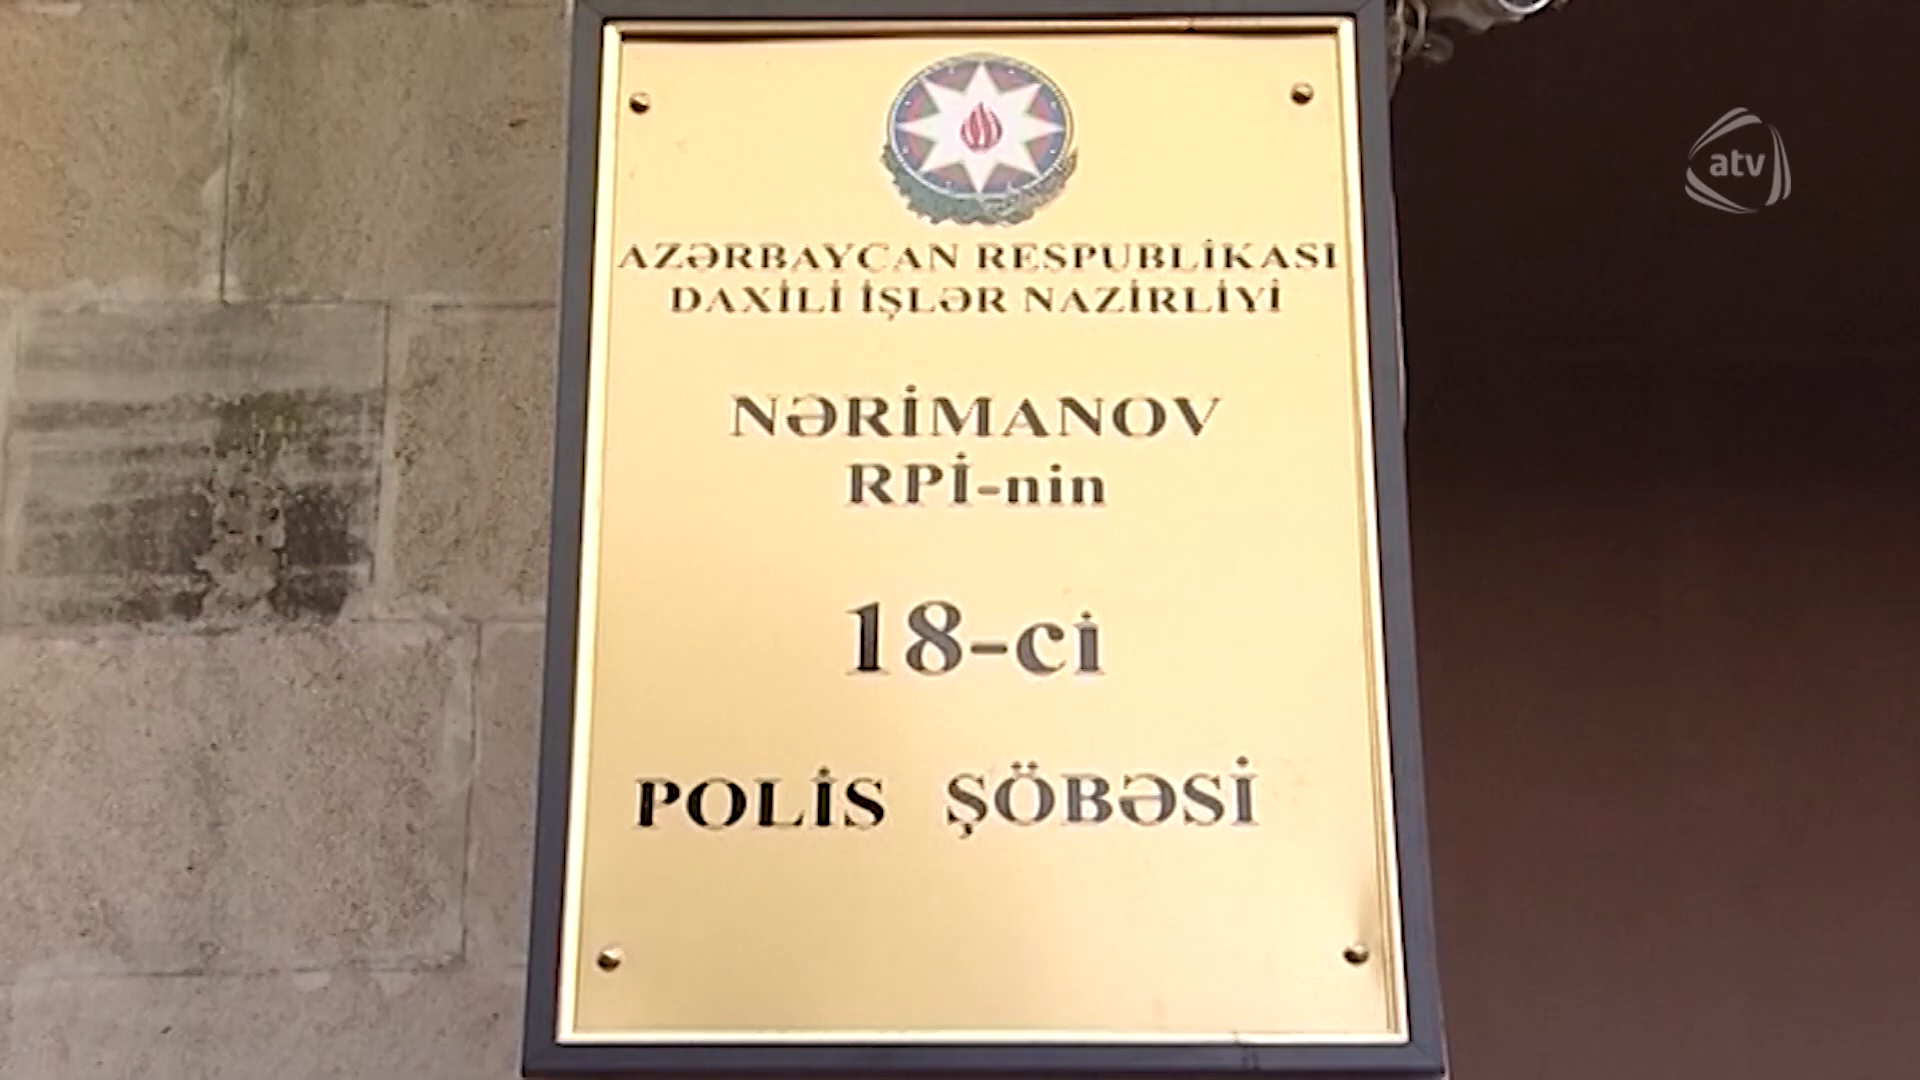 atv
AZƏRBAYCAN RESPUBLİKASI
DAXİLİ İŞLƏR NAZİRLİYİ
NƏRİMANOV
RPİ-nin
18-ci
POLİS ŞÖBƏSİ